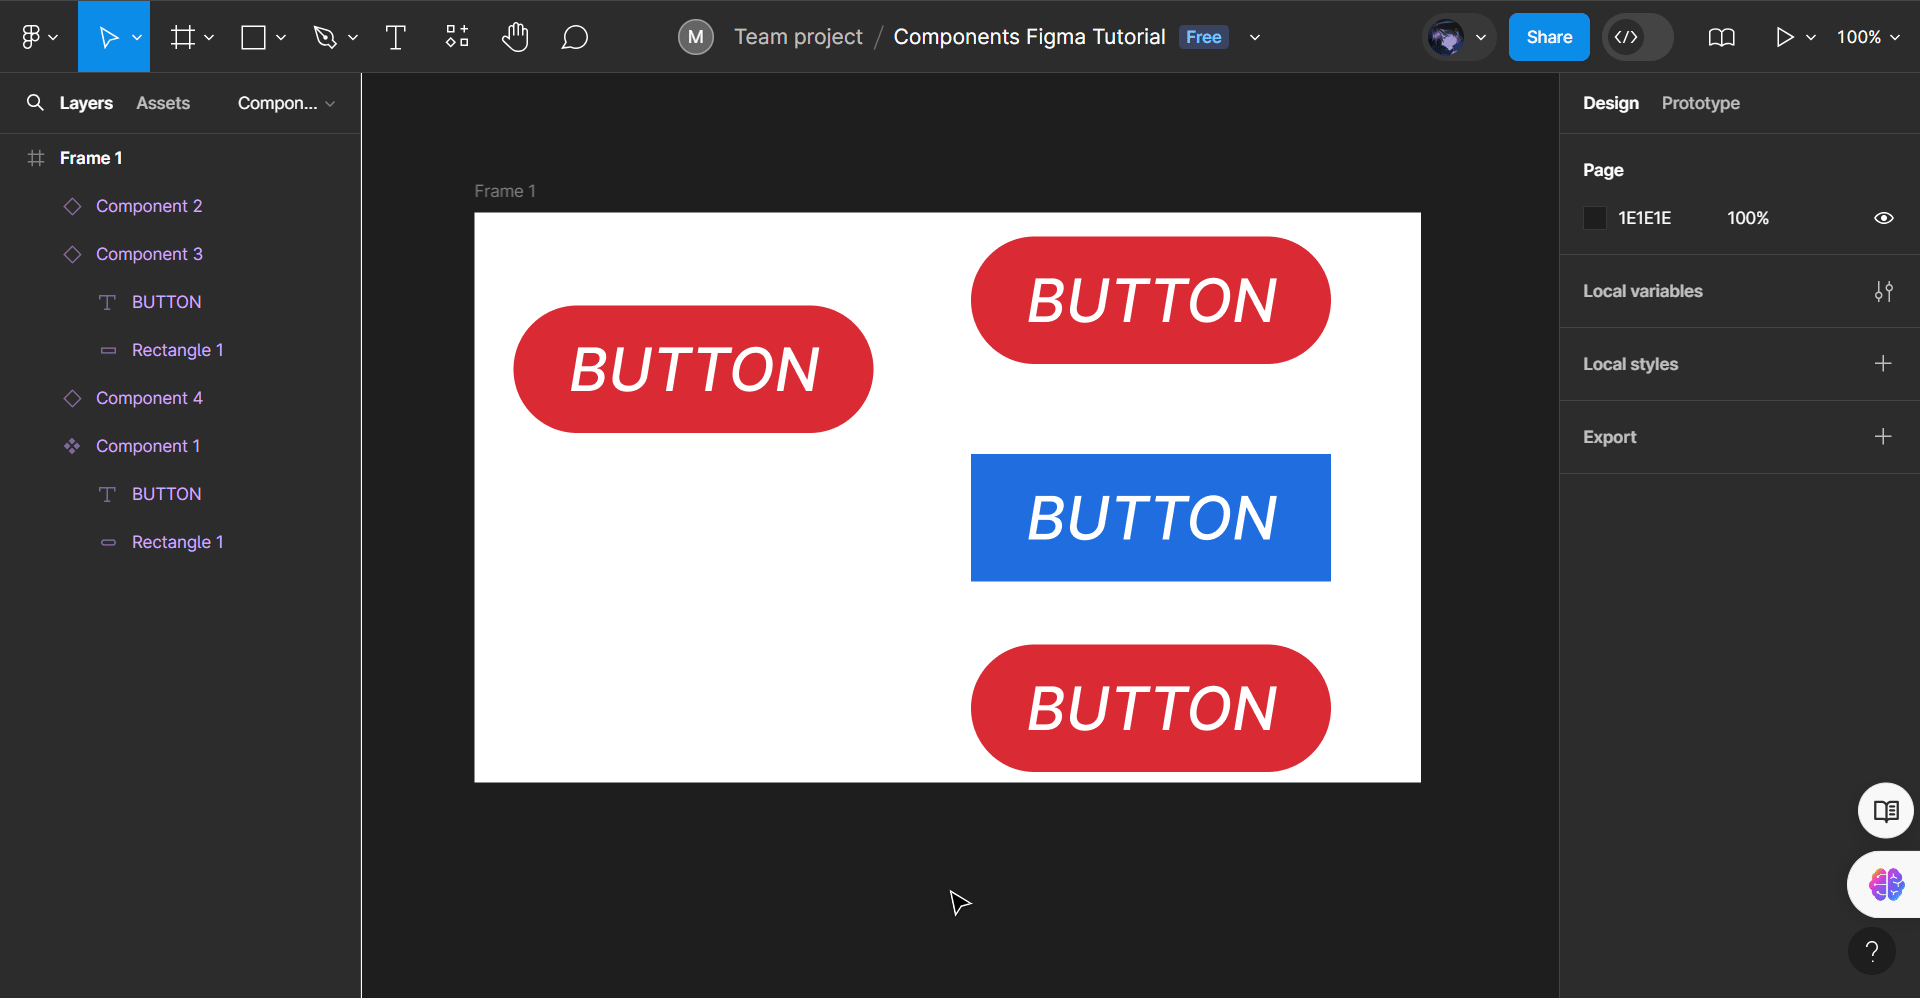 M Team project / Components Figma Tutorial Free Share 100%
Layers Assets Compon...
Frame 1
Component 2
Component 3
BUTTON
Rectangle 1
Component 4
Component 1
BUTTON
Rectangle 1
Frame 1
BUTTON
BUTTON
BUTTON
BUTTON
Design Prototype
Page
1E1E1E 100%
Local variables
Local styles
Export
?